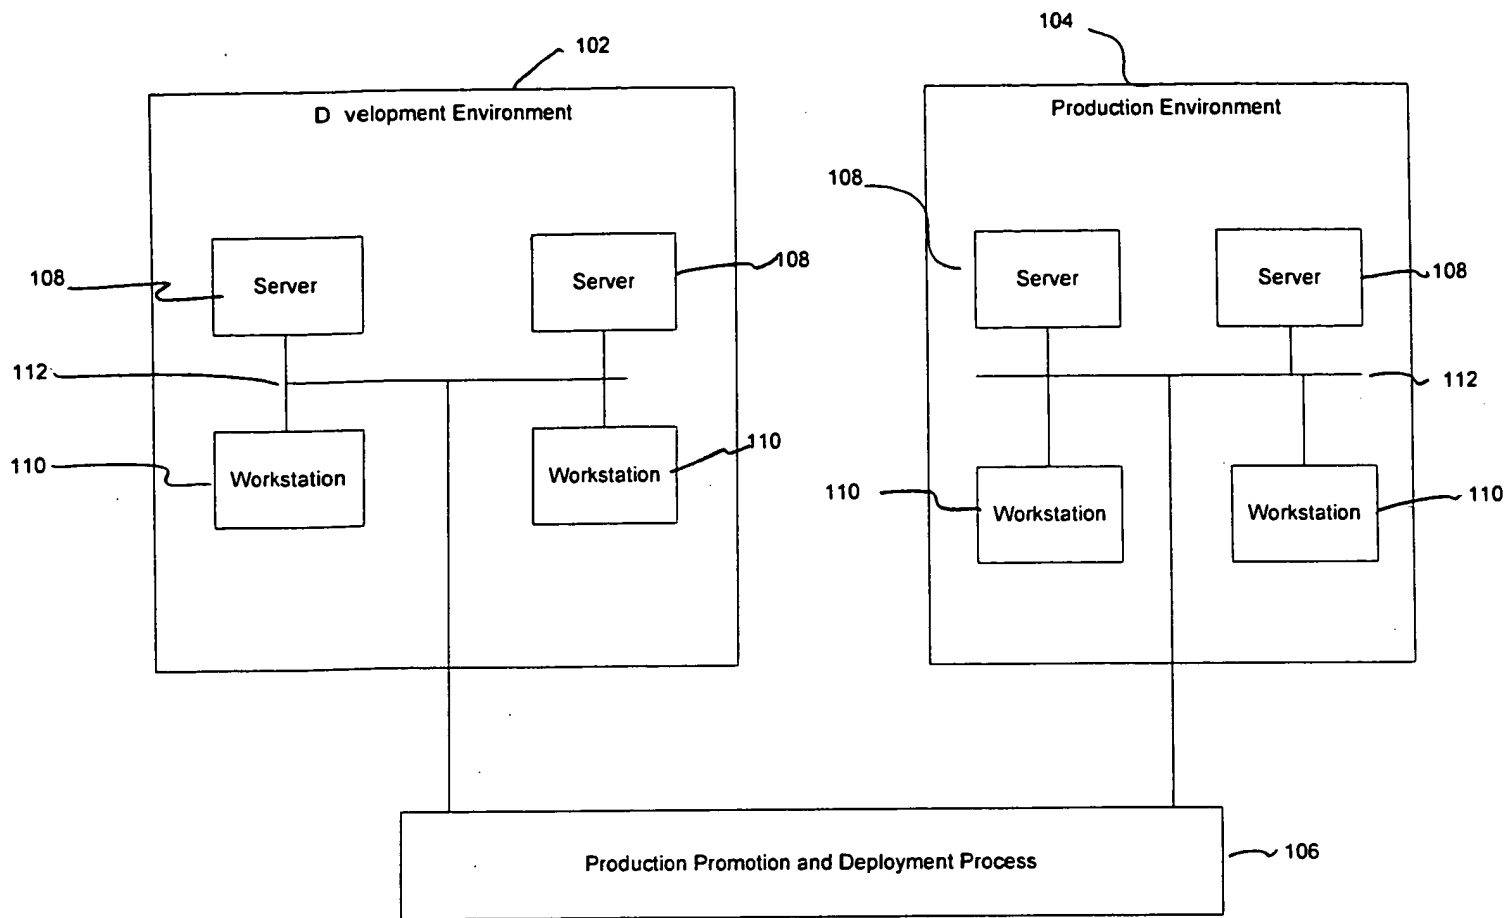 102
104
D velopment Environment
Production Environment
108
Server
Server
108
108
Server
Server
108
112
112
110
Workstation
Workstation
110
110
Workstation
Workstation
110
Production Promotion and Deployment Process
106